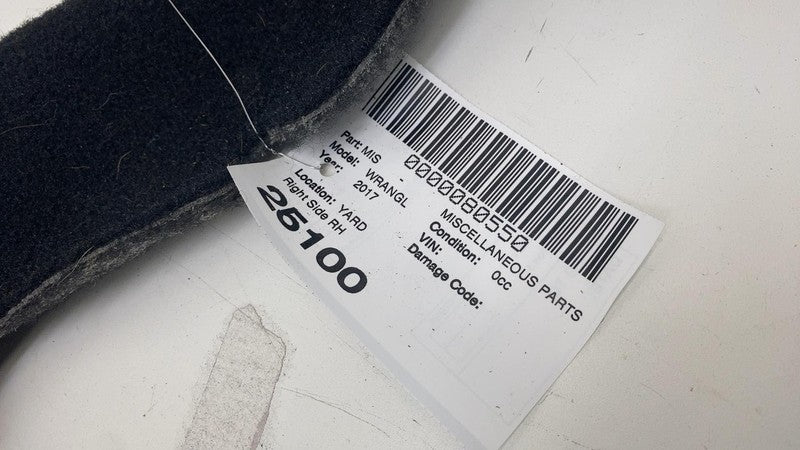 0000080550
Part: MIS MISCELLANEOUS PARTS
Model: WRANGL Condition: 0cc
Year: 2017 VIN:
Damage Code:
Location: YARD
Right Side RH
25100